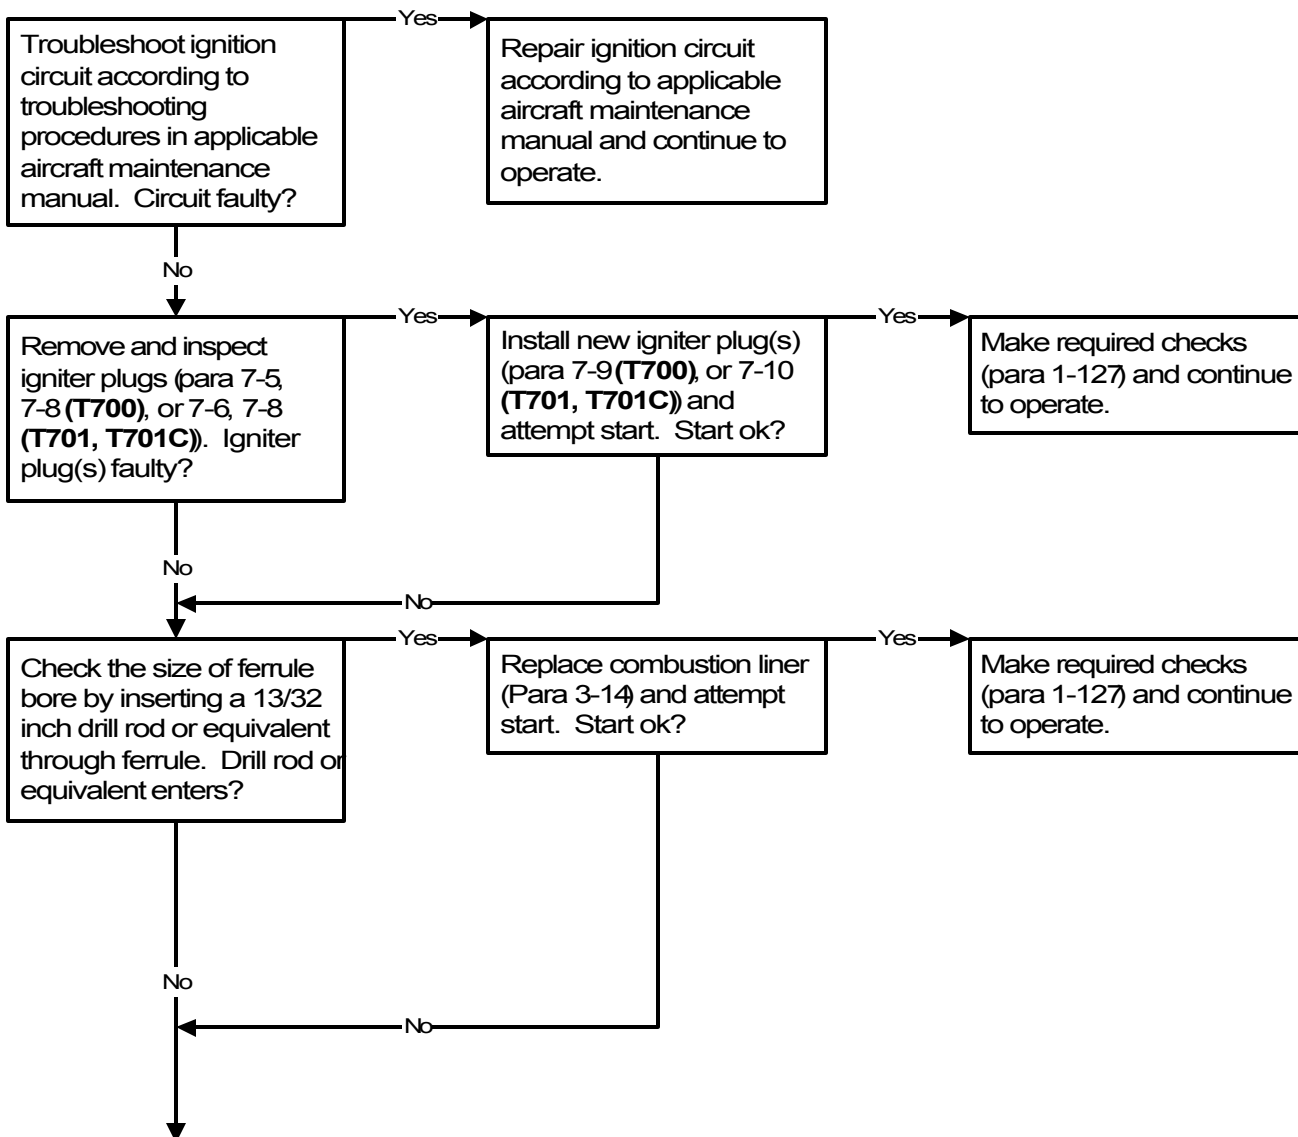 Yes
Troubleshoot ignition
circuit according to
troubleshooting
procedures in applicable
aircraft maintenance
manual.  Circuit faulty?
Repair ignition circuit
according to applicable
aircraft maintenance
manual and continue to
operate.
No
Yes
Yes
Remove and inspect
igniter plugs (para 7-5,
7-8 (T700), or 7-6, 7-8
(T701, T701C)).  Igniter
plug(s) faulty?
Install new igniter plug(s)
(para 7-9 (T700), or 7-10
(T701, T701C)) and
attempt start.  Start ok?
Make required checks
(para 1-127) and continue
to operate.
No
No
Yes
Yes
Check the size of ferrule
bore by inserting a 13/32
inch drill rod or equivalent
through ferrule.  Drill rod or
equivalent enters?
Replace combustion liner
(Para 3-14) and attempt
start.  Start ok?
Make required checks
(para 1-127) and continue
to operate.
No
No